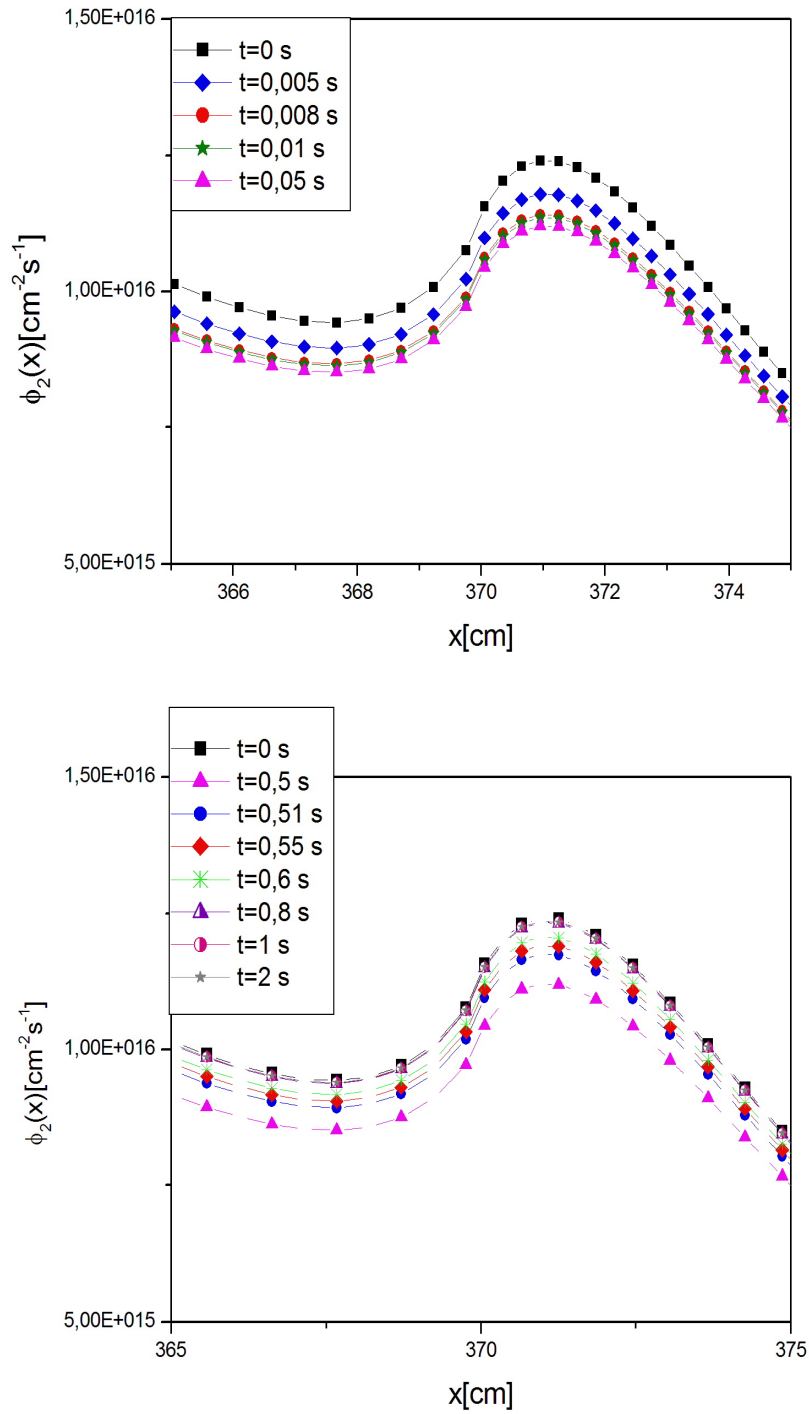 1,50E+016
t=0 s
t=0,005 s
t=0,008 s
t=0,01 s
t=0,05 s
1,00E+016
ϕ₂(x)[cm⁻²s⁻¹]
5,00E+015
366 368 370 372 374
x[cm]
t=0 s
t=0,5 s
1,50E+016
t=0,51 s
t=0,55 s
t=0,6 s
t=0,8 s
t=1 s
t=2 s
1,00E+016
ϕ₂(x)[cm⁻²s⁻¹]
5,00E+015
365 370 375
x[cm]